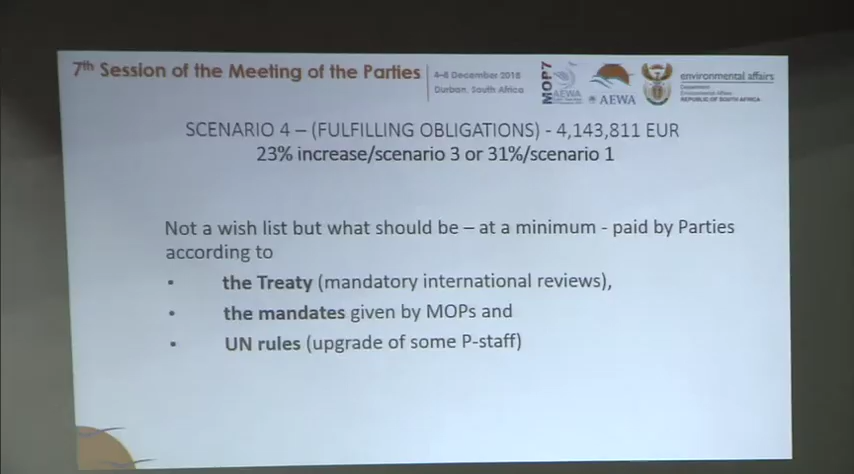 7th Session of the Meeting of the Parties
4-8 December 2018
Durban, South Africa
MOP7
AEWA
AEWA
environmental affairs
Department:
Environmental Affairs
REPUBLIC OF SOUTH AFRICA
SCENARIO 4 – (FULFILLING OBLIGATIONS) - 4,143,811 EUR
23% increase/scenario 3 or 31%/scenario 1
Not a wish list but what should be – at a minimum - paid by Parties
according to
• the Treaty (mandatory international reviews),
• the mandates given by MOPs and
• UN rules (upgrade of some P-staff)